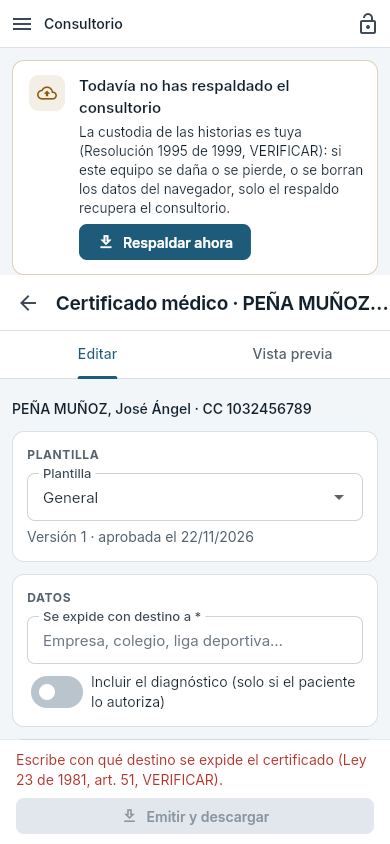 Consultorio
Todavía no has respaldado el
consultorio
La custodia de las historias es tuya
(Resolución 1995 de 1999, VERIFICAR): si
este equipo se daña o se pierde, o se borran
los datos del navegador, solo el respaldo
recupera el consultorio.
Respaldar ahora
Certificado médico · PEÑA MUÑOZ...
Editar
Vista previa
PEÑA MUÑOZ, José Ángel · CC 1032456789
PLANTILLA
Plantilla
General
Versión 1 · aprobada el 22/11/2026
DATOS
Se expide con destino a *
Empresa, colegio, liga deportiva...
Incluir el diagnóstico (solo si el paciente
lo autoriza)
Escribe con qué destino se expide el certificado (Ley
23 de 1981, art. 51, VERIFICAR).
Emitir y descargar